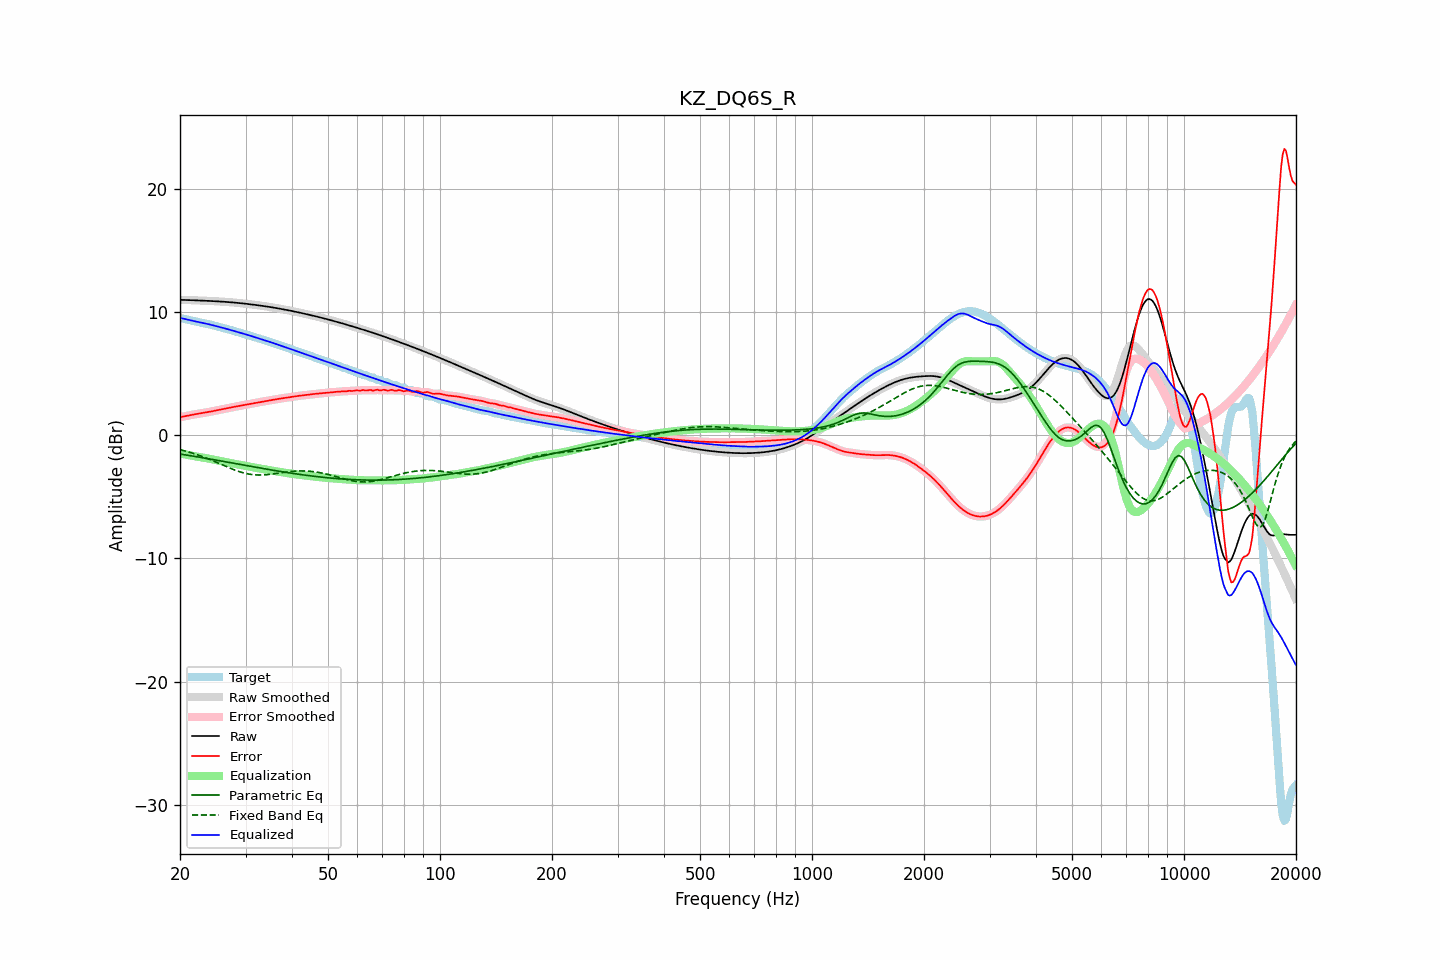 KZ_DQ6S_R
Amplitude (dBr)
20
10
0
−10
−20
−30
Target
Raw Smoothed
Error Smoothed
Raw
Error
Equalization
Parametric Eq
Fixed Band Eq
Equalized
20 50 100 200 500 1000 2000 5000 10000 20000
Frequency (Hz)